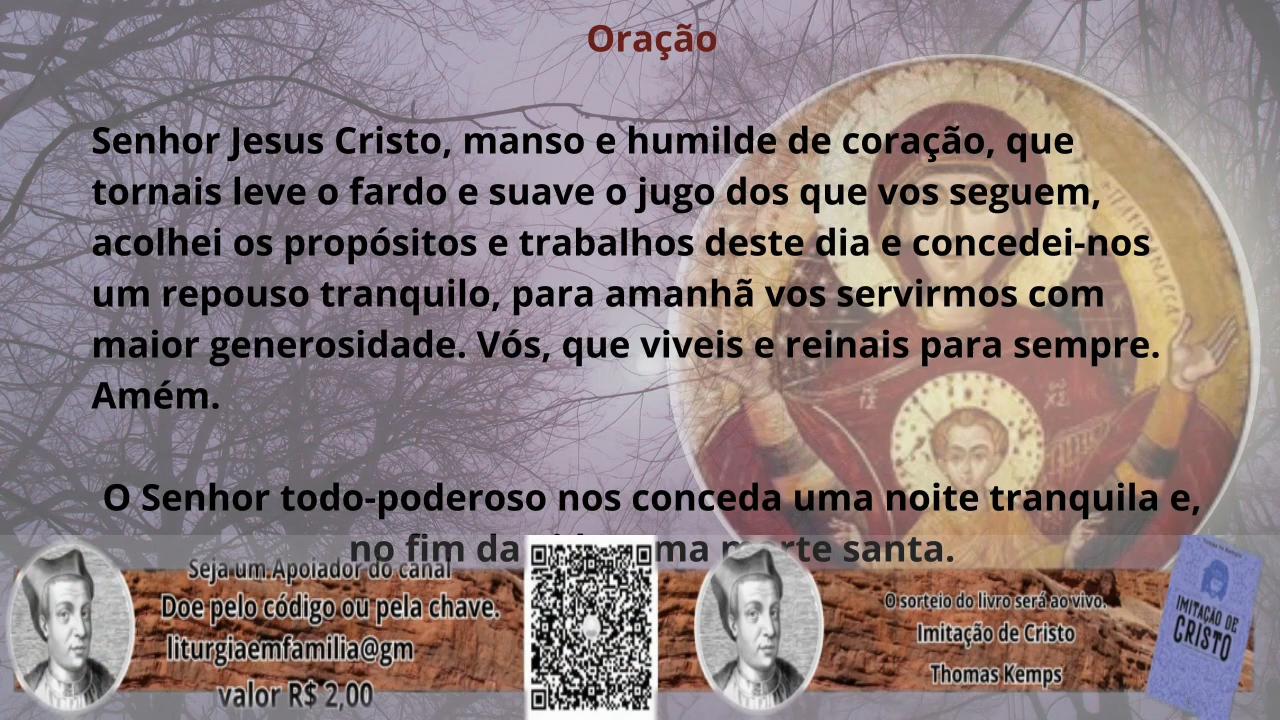 Oração
Senhor Jesus Cristo, manso e humilde de coração, que
tornais leve o fardo e suave o jugo dos que vos seguem,
acolhei os propósitos e trabalhos deste dia e concedei-nos
um repouso tranquilo, para amanhã vos servirmos com
maior generosidade. Vós, que viveis e reinais para sempre.
Amém.
O Senhor todo-poderoso nos conceda uma noite tranquila e,
no fim da santa.
Seja um Apoiador do canal
Doe pelo código ou pela chave.
liturgiaemfamilia@gm
valor R$ 2,00
O sorteio do livro será ao vivo.
Imitação de Cristo
Thomas Kemps
IMITAÇÃO DE
CRISTO